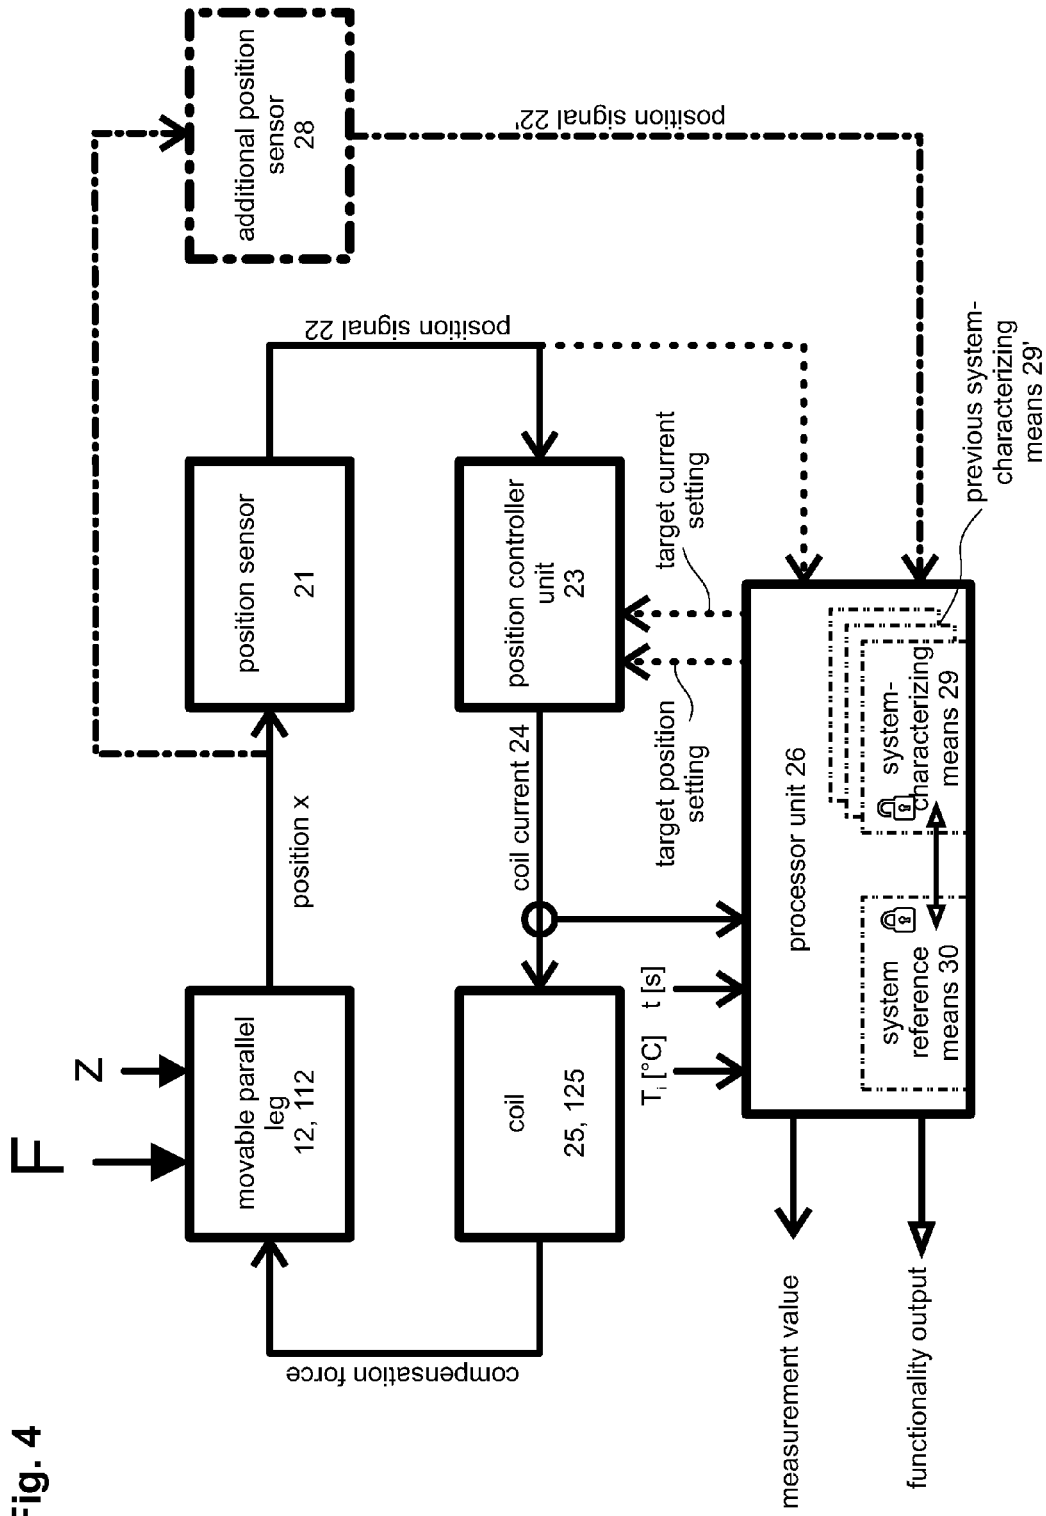 Fig. 4
F
z
movable parallel
leg
12, 112
position x
position sensor
21
additional position
sensor
28
compensation force
position signal 22
position signal 22'
coil
25, 125
coil current 24
position controller
unit
23
Ti [°C]
t [s]
target position
setting
target current
setting
processor unit 26
system
reference
means 30
system-
characterizing
means 29
previous system-
characterizing
means 29'
measurement value
functionality output